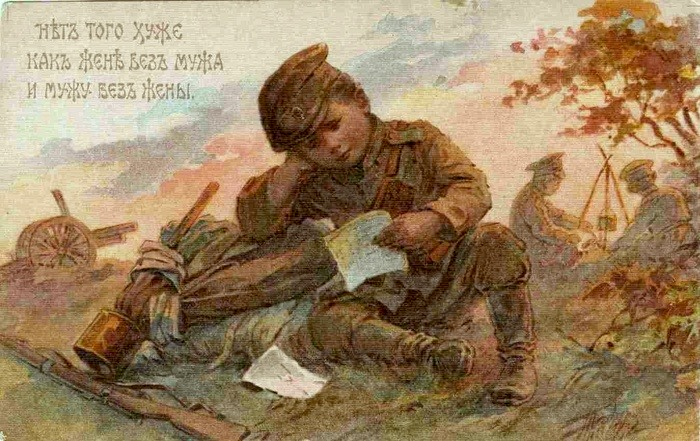 НѢТЪ ТОГО ХУЖЕ
КАКЪ ЖЕНѢ БЕЗЪ МУЖА
И МУЖУ БЕЗЪ ЖЕНЫ.